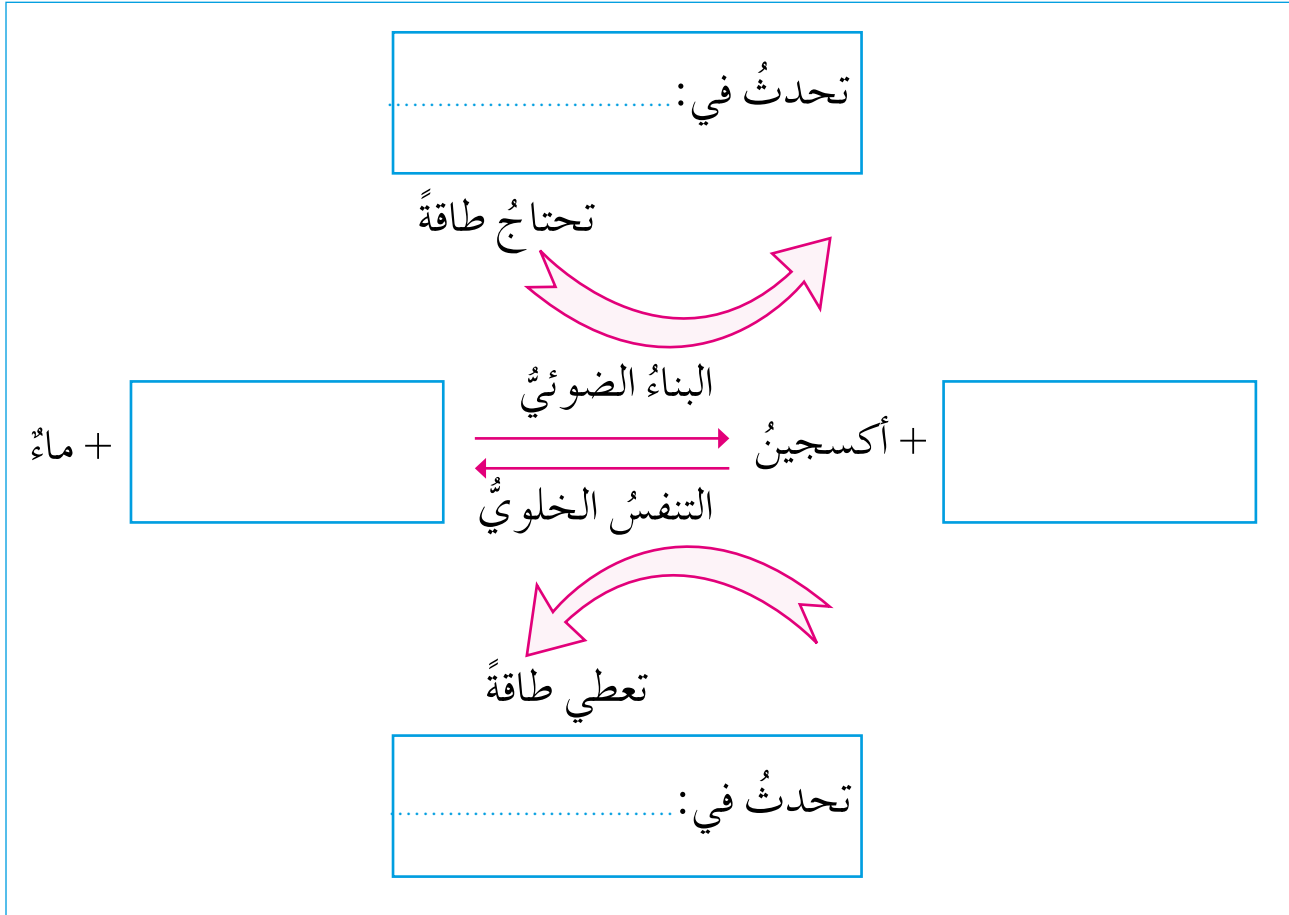 تحدثُ في: ..................................
تحتاجُ طاقةً
البناءُ الضوئيُّ
+ أكسجينُ
ماءٌ +
التنفسُ الخلويُّ
تعطي طاقةً
تحدثُ في: ..................................